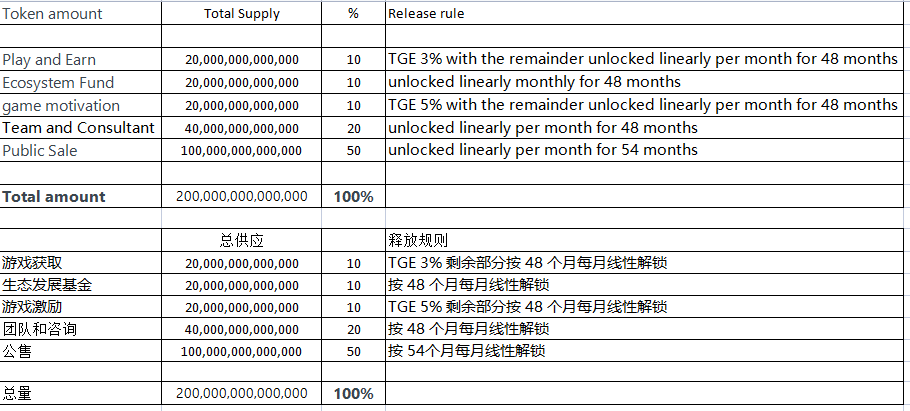 Token amount Total Supply % Release rule
Play and Earn 20,000,000,000,000 10 TGE 3% with the remainder unlocked linearly per month for 48 months
Ecosystem Fund 20,000,000,000,000 10 unlocked linearly monthly for 48 months
game motivation 20,000,000,000,000 10 TGE 5% with the remainder unlocked linearly per month for 48 months
Team and Consultant 40,000,000,000,000 20 unlocked linearly per month for 48 months
Public Sale 100,000,000,000,000 50 unlocked linearly per month for 54 months
Total amount 200,000,000,000,000 100%
总供应 释放规则
游戏获取 20,000,000,000,000 10 TGE 3% 剩余部分按 48 个月每月线性解锁
生态发展基金 20,000,000,000,000 10 按 48 个月每月线性解锁
游戏激励 20,000,000,000,000 10 TGE 5% 剩余部分按 48 个月每月线性解锁
团队和咨询 40,000,000,000,000 20 按 48 个月每月线性解锁
公售 100,000,000,000,000 50 按 54个月每月线性解锁
总量 200,000,000,000,000 100%